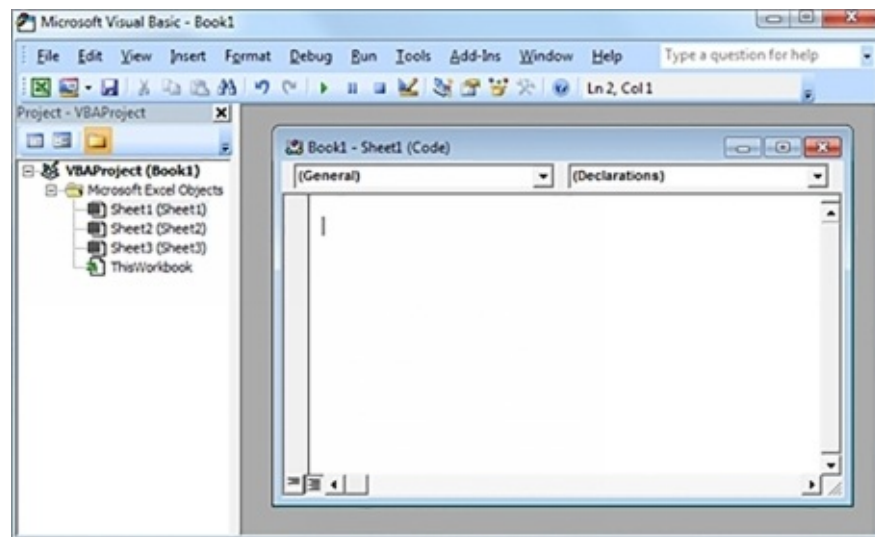 Microsoft Visual Basic - Book1
File Edit View Insert Format Debug Run Tools Add-Ins Window Help Type a question for help
Ln 2, Col 1
Project - VBAProject
VBAProject (Book1)
Microsoft Excel Objects
Sheet1 (Sheet1)
Sheet2 (Sheet2)
Sheet3 (Sheet3)
ThisWorkbook
Book1 - Sheet1 (Code)
(General) (Declarations)